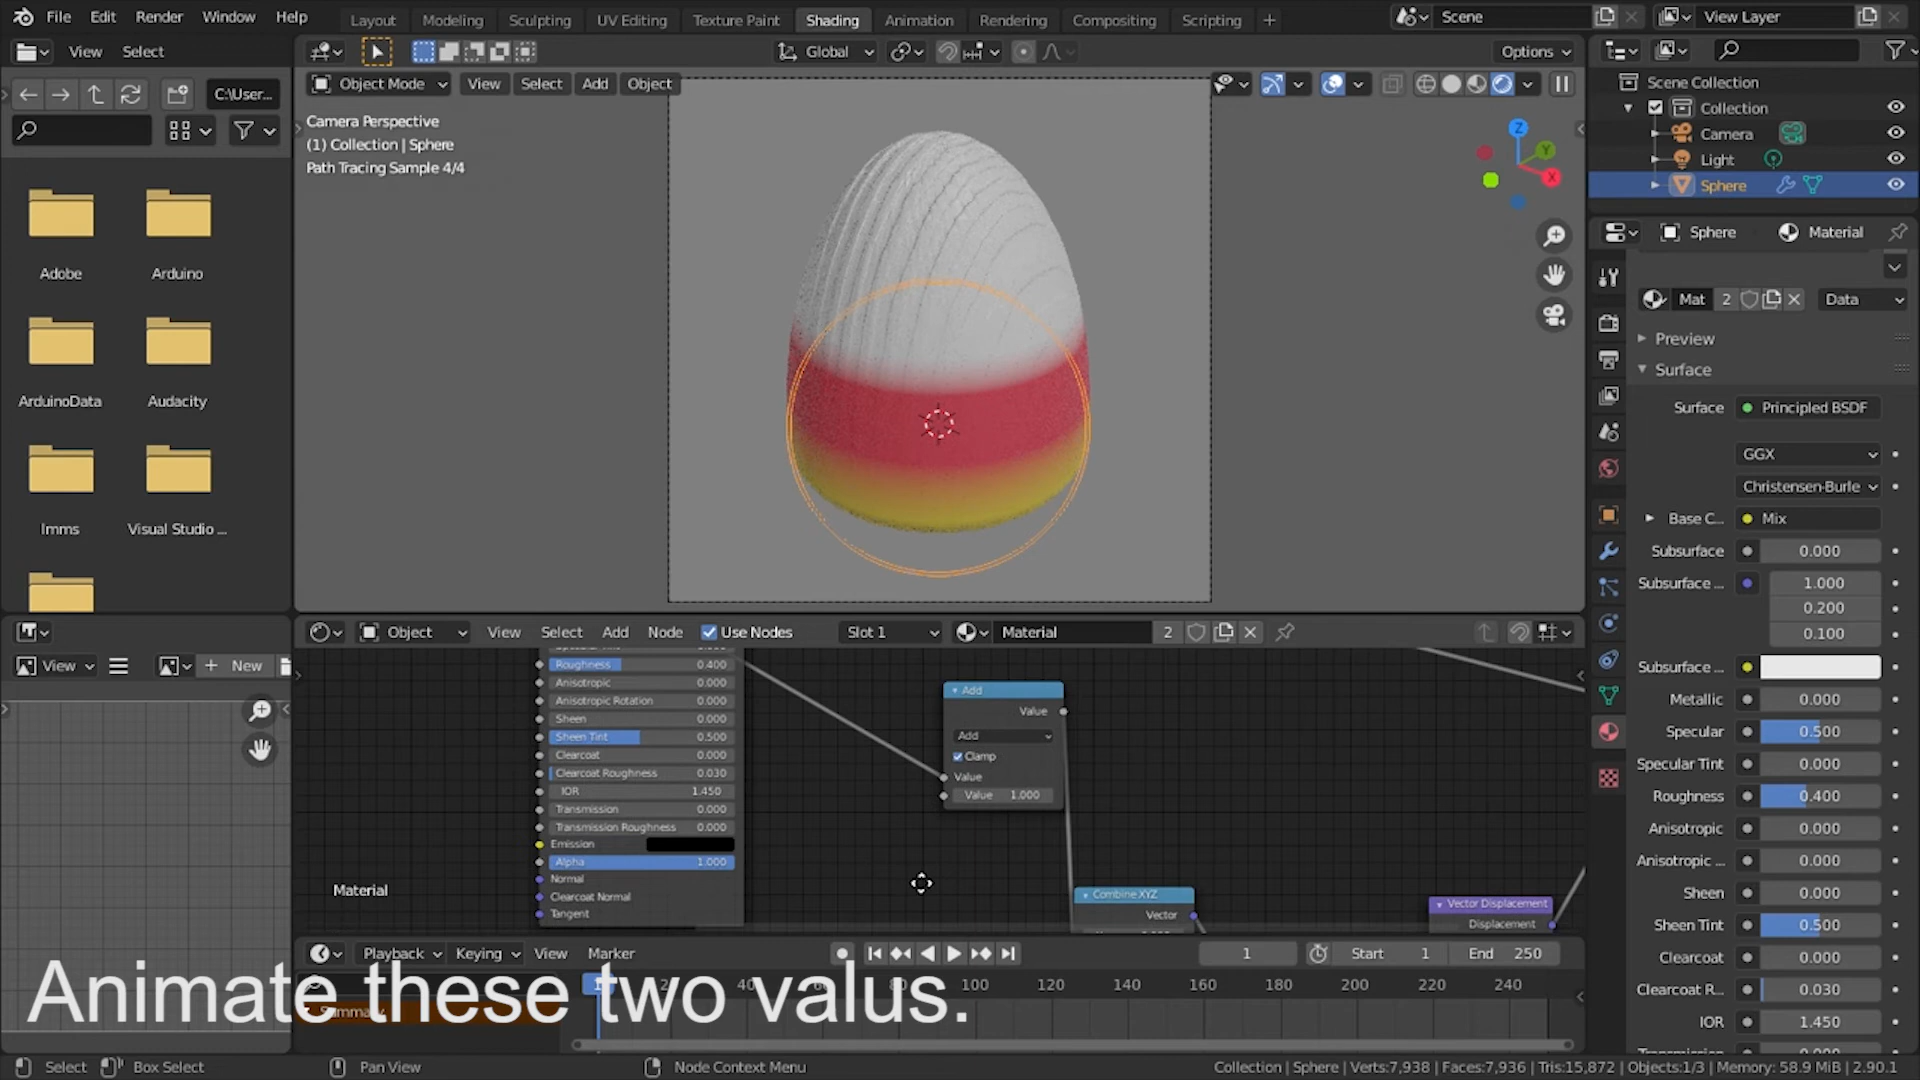 File Edit Render Window Help
Layout Modeling Sculpting UV Editing Texture Paint Shading Animation Rendering Compositing Scripting +
Scene View Layer
View Select
Global Options
C:\User...
Object Mode View Select Add Object
Camera Perspective
(1) Collection | Sphere
Path Tracing Sample 4/4
Z
Y
X
Adobe Arduino
ArduinoData Audacity
Imms Visual Studio ...
Scene Collection
Collection
Camera
Light
Sphere
Sphere Material
Mat 2 Data
Preview
Surface
Surface Principled BSDF
GGX
Christensen-Burle
Base C... Mix
Subsurface 0.000
Subsurface ... 1.000
0.200
0.100
Subsurface ...
Metallic 0.000
Specular 0.500
Specular Tint 0.000
Roughness 0.400
Anisotropic 0.000
Anisotropic ... 0.000
Sheen 0.000
Sheen Tint 0.500
Clearcoat 0.000
Clearcoat R... 0.030
IOR 1.450
View New
Object View Select Add Node Use Nodes Slot 1 Material 2
Roughness 0.400
Anisotropic 0.000
Anisotropic Rotation 0.000
Sheen 0.000
Sheen Tint 0.500
Clearcoat 0.000
Clearcoat Roughness 0.030
IOR 1.450
Transmission 0.000
Transmission Roughness 0.000
Emission
Alpha 1.000
Normal
Clearcoat Normal
Tangent
Material
Add
Value
Add
Clamp
Value
Value 1.000
Combine XYZ
Vector
Vector Displacement
Displacement
Playback Keying View Marker
1 Start 1 End 250
40 80 100 120 140 160 180 200 220 240
Summary
Animate these two valus.
Select Box Select Pan View Node Context Menu
Collection | Sphere | Verts:7,938 | Faces:7,936 | Tris:15,872 | Objects:1/3 | Memory: 58.9 MiB | 2.90.1